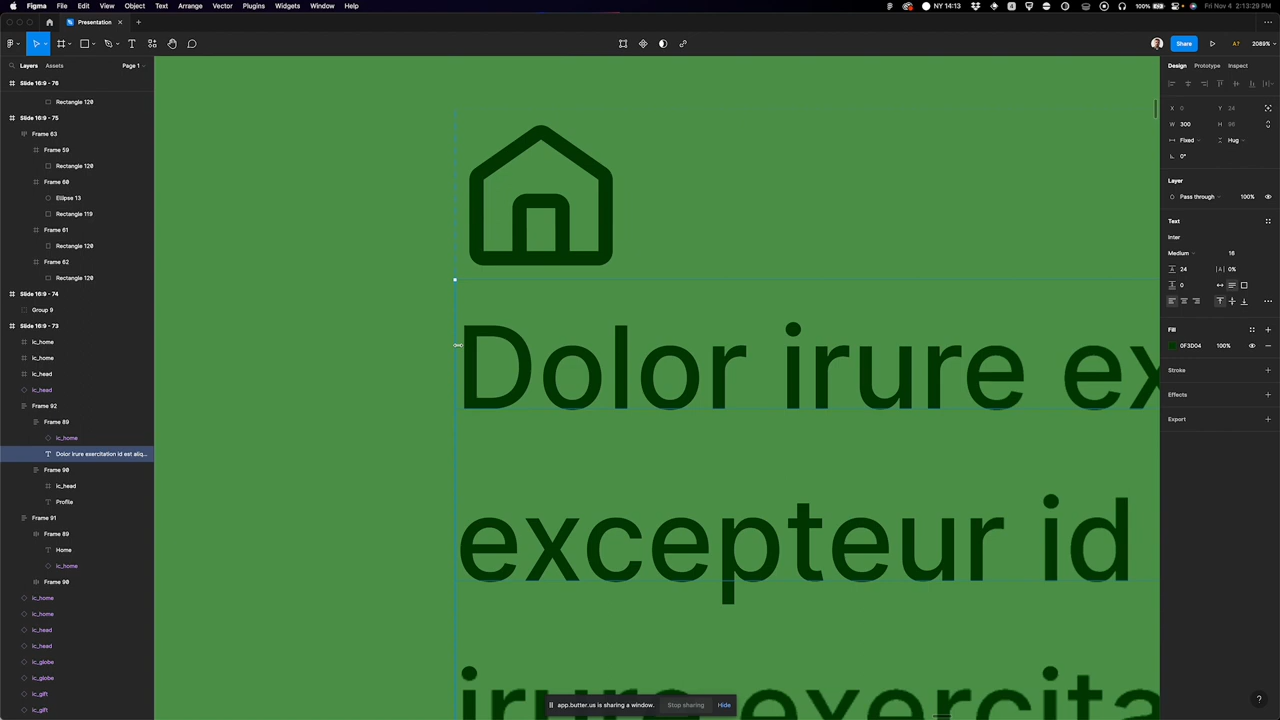 Figma File Edit View Object Text Arrange Vector Plugins Widgets Window Help
NY 14:13 100% Fri Nov 4 2:13:29 PM
Presentation
Share A? 2089%
Layers Assets Page 1
Design Prototype Inspect
Slide 16:9 - 76
Rectangle 120
Slide 16:9 - 75
Frame 63
Frame 59
Rectangle 120
Frame 60
Ellipse 13
Rectangle 119
Frame 61
Rectangle 120
Frame 62
Rectangle 120
Slide 16:9 - 74
Group 9
Slide 16:9 - 73
ic_home
ic_home
ic_head
ic_head
Frame 92
Frame 89
ic_home
Dolor irure exercitation id est aliq...
Frame 90
ic_head
Profile
Frame 91
Frame 89
Home
ic_home
Frame 90
ic_home
ic_home
ic_head
ic_head
ic_globe
ic_globe
ic_gift
ic_gift
Dolor irure ex
excepteur id
irure exercita
X 0 Y 24
W 300 H 96
Fixed Hug
0°
Layer
Pass through 100%
Text
Inter
Medium 16
24 0%
0
Fill
0F3D04 100%
Stroke
Effects
Export
app.butter.us is sharing a window. Stop sharing Hide
?